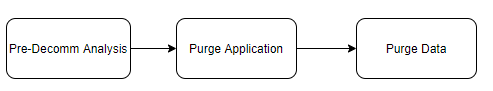 Pre-Decomm Analysis
Purge Application
Purge Data